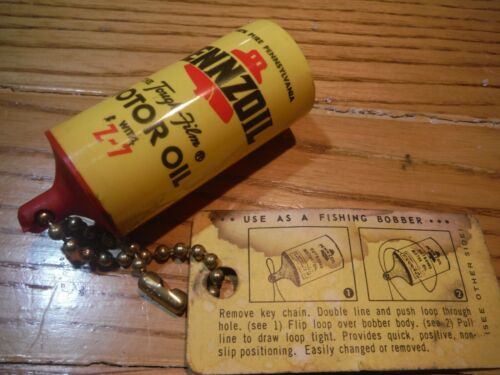 PURE PENNSYLVANIA
PENNZOIL
Tough-Film ®
MOTOR OIL
WITH
Z-7
USE AS A FISHING BOBBER
1
2
Remove key chain. Double line and push loop through
hole. (see 1) Flip loop over bobber body. (see 2) Pull
line to draw loop tight. Provides quick, positive, non-
slip positioning. Easily changed or removed.
(SEE OTHER SIDE)